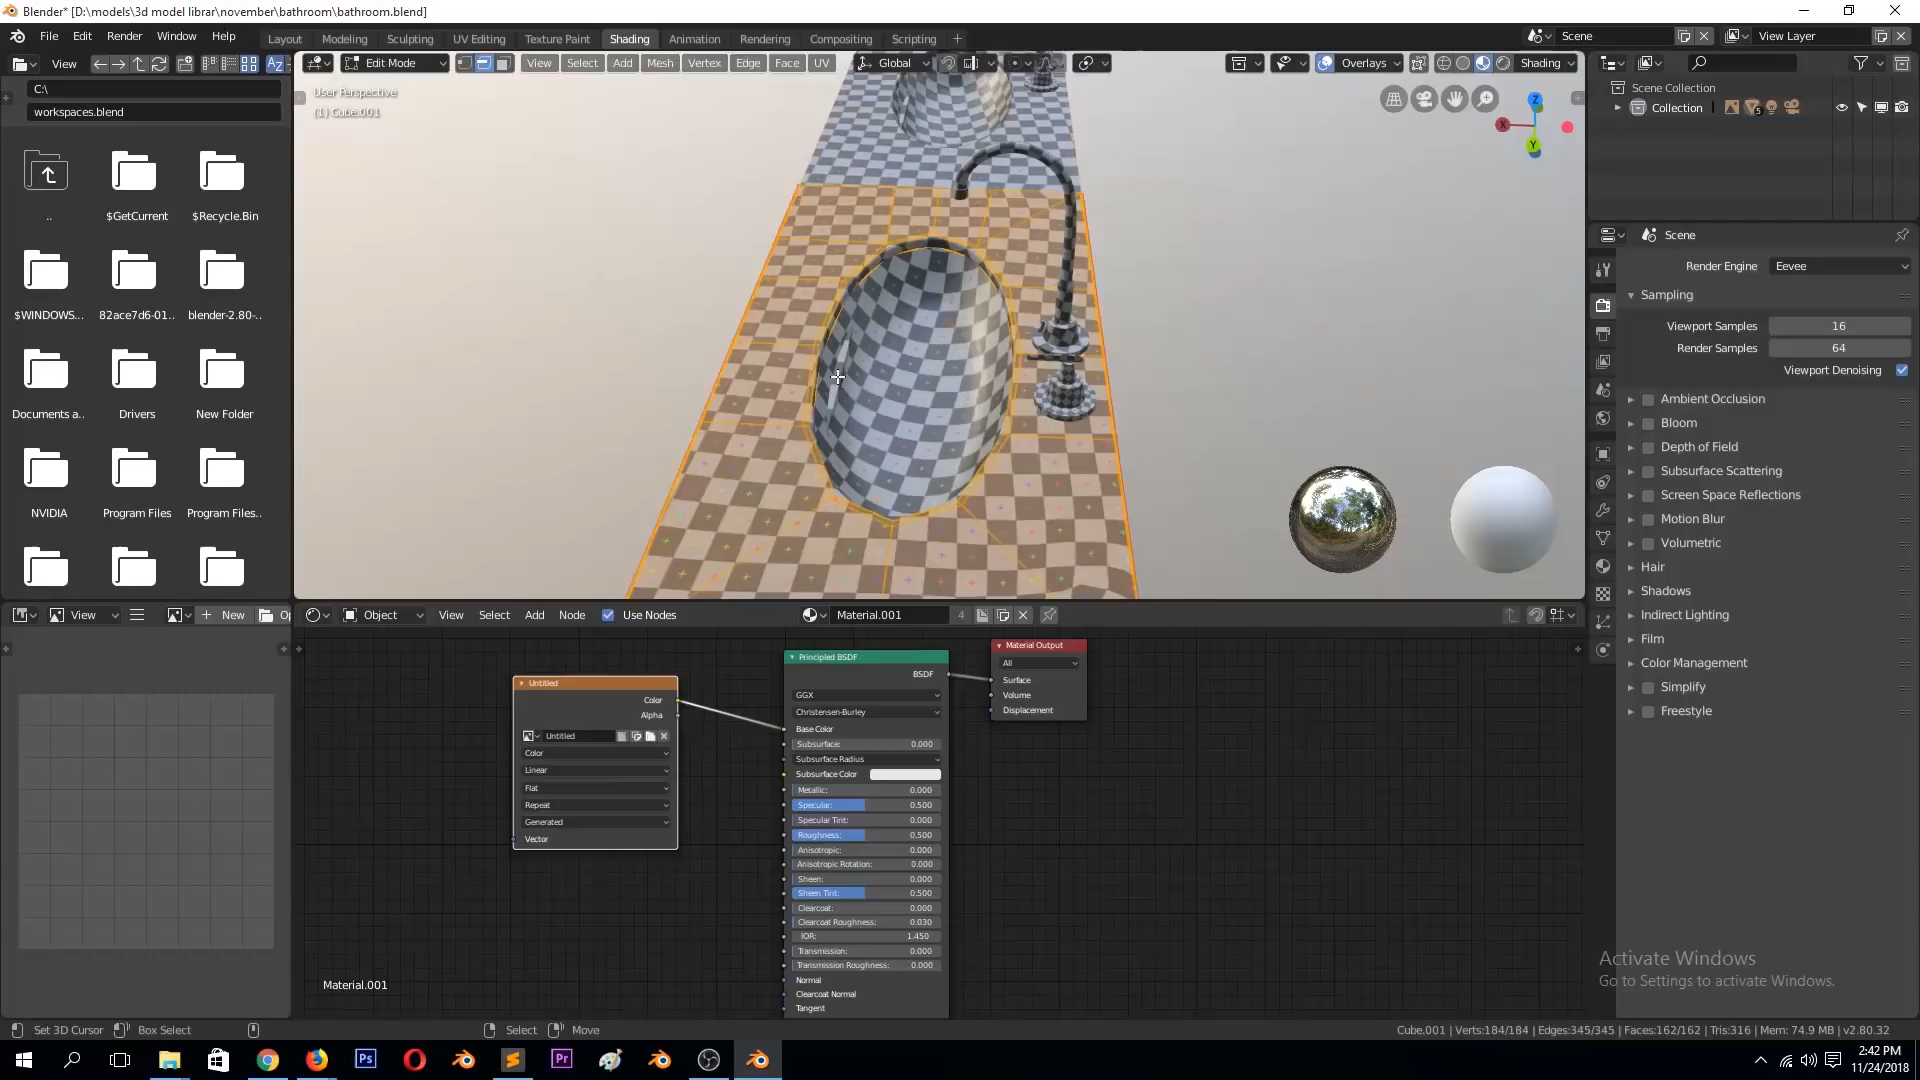 Blender* [D:\models\3d model librar\november\bathroom\bathroom.blend]
File Edit Render Window Help
Layout Modeling Sculpting UV Editing Texture Paint Shading Animation Rendering Compositing Scripting +
Scene
View Layer
View
C:\
workspaces.blend
..
$GetCurrent
$Recycle.Bin
$WINDOWS...
82ace7d6-01..
blender-2.80-..
Documents a..
Drivers
New Folder
NVIDIA
Program Files
Program Files..
Edit Mode
View Select Add Mesh Vertex Edge Face UV
Global
Overlays
Shading
User Perspective
(1) Cube.001
Z
X
Y
Scene Collection
Collection
5
Scene
Render Engine Eevee
Sampling
Viewport Samples 16
Render Samples 64
Viewport Denoising
Ambient Occlusion
Bloom
Depth of Field
Subsurface Scattering
Screen Space Reflections
Motion Blur
Volumetric
Hair
Shadows
Indirect Lighting
Film
Color Management
Simplify
Freestyle
View
New
Op
Object View Select Add Node Use Nodes
Material.001 4
Untitled
Color
Alpha
Untitled
Color
Linear
Flat
Repeat
Generated
Vector
Principled BSDF
BSDF
GGX
Christensen-Burley
Base Color
Subsurface: 0.000
Subsurface Radius
Subsurface Color
Metallic: 0.000
Specular: 0.500
Specular Tint: 0.000
Roughness: 0.500
Anisotropic: 0.000
Anisotropic Rotation: 0.000
Sheen: 0.000
Sheen Tint: 0.500
Clearcoat: 0.000
Clearcoat Roughness: 0.030
IOR: 1.450
Transmission: 0.000
Transmission Roughness: 0.000
Normal
Clearcoat Normal
Tangent
Material Output
All
Surface
Volume
Displacement
Material.001
Activate Windows
Go to Settings to activate Windows.
Set 3D Cursor
Box Select
Select
Move
Cube.001 | Verts:184/184 | Edges:345/345 | Faces:162/162 | Tris:316 | Mem: 74.9 MB | v2.80.32
Ps
Pr
2:42 PM
11/24/2018